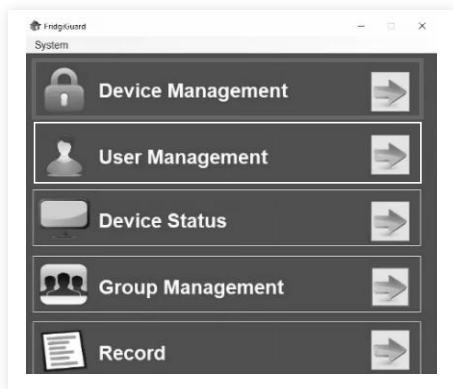 FridgiGuard
System
Device Management
User Management
Device Status
Group Management
Record